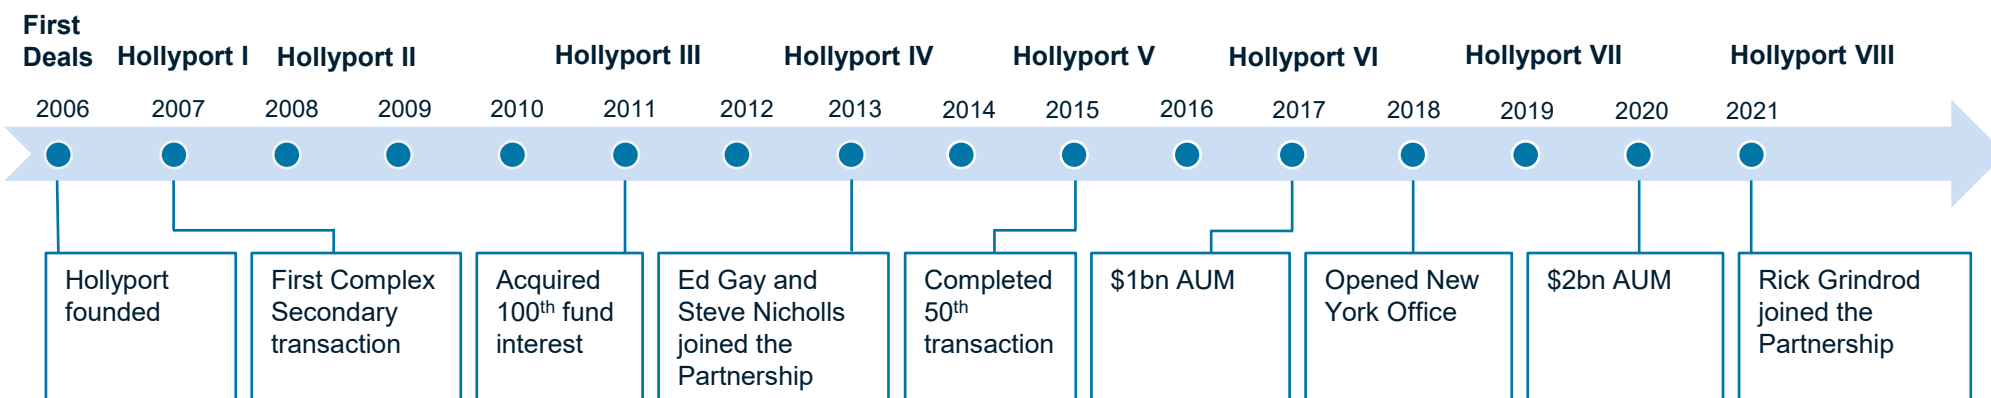 First
Deals
Hollyport I
Hollyport II
Hollyport III
Hollyport IV
Hollyport V
Hollyport VI
Hollyport VII
Hollyport VIII
2006
2007
2008
2009
2010
2011
2012
2013
2014
2015
2016
2017
2018
2019
2020
2021
Hollyport
founded
First Complex
Secondary
transaction
Acquired
100th fund
interest
Ed Gay and
Steve Nicholls
joined the
Partnership
Completed
50th
transaction
$1bn AUM
Opened New
York Office
$2bn AUM
Rick Grindrod
joined the
Partnership